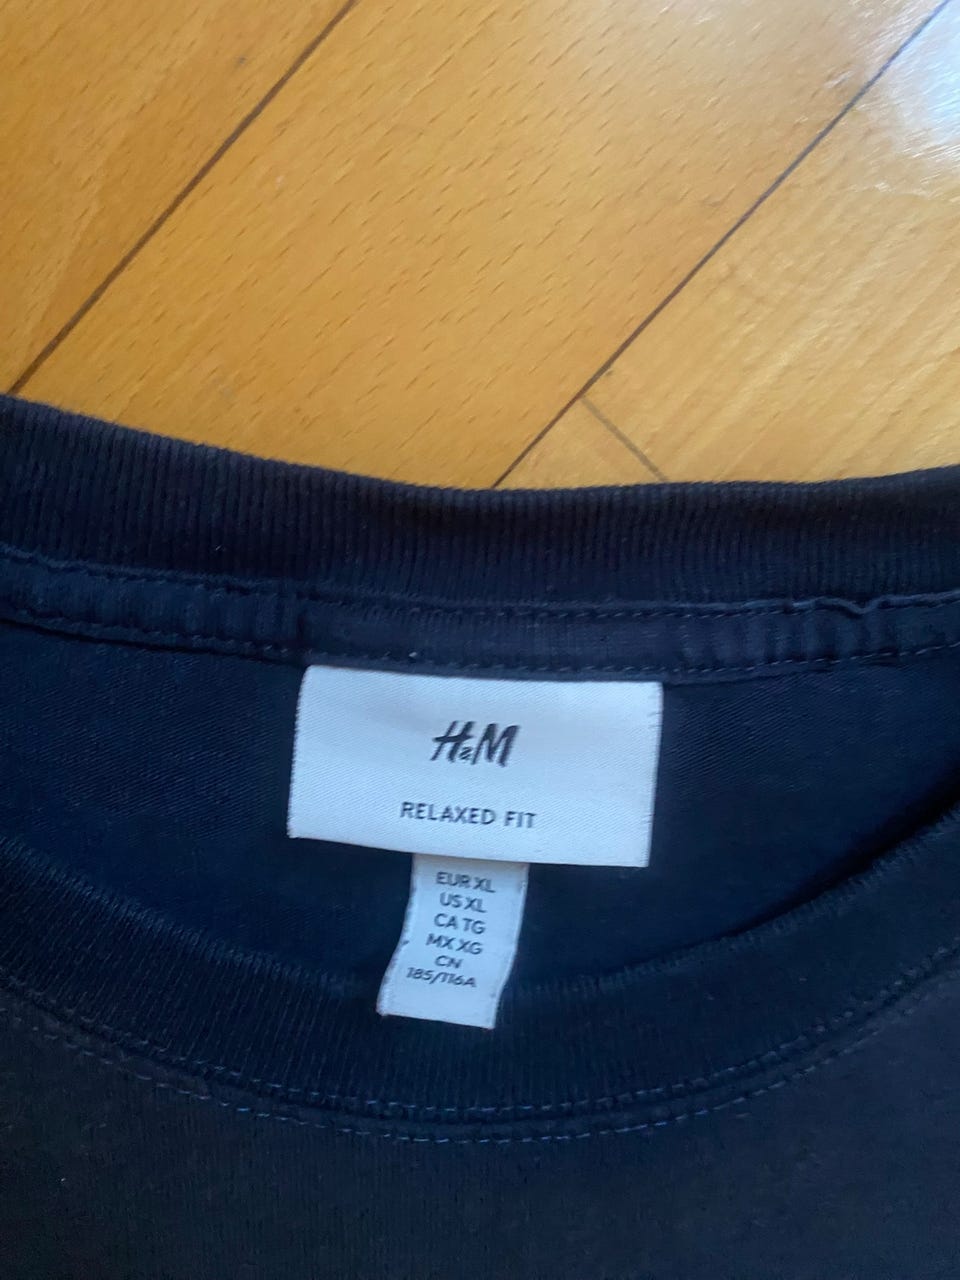 H&M
RELAXED FIT
EUR XL
US XL
CA TG
MX XG
CN
185/116A